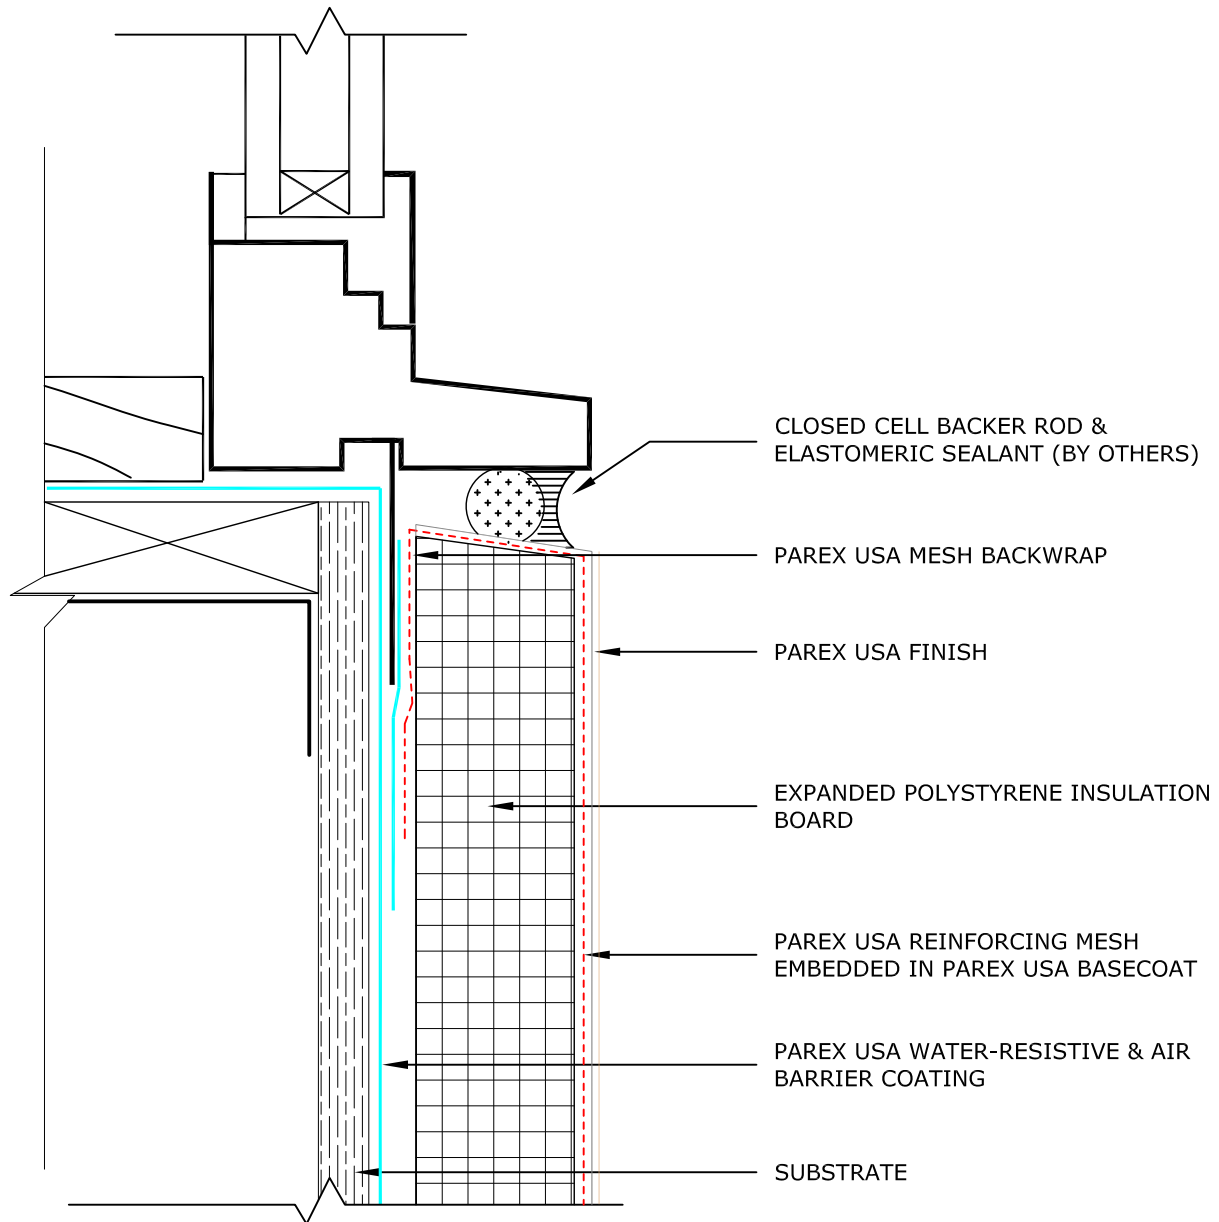 CLOSED CELL BACKER ROD &
ELASTOMERIC SEALANT (BY OTHERS)
PAREX USA MESH BACKWRAP
PAREX USA FINISH
EXPANDED POLYSTYRENE INSULATION
BOARD
PAREX USA REINFORCING MESH
EMBEDDED IN PAREX USA BASECOAT
PAREX USA WATER-RESISTIVE & AIR
BARRIER COATING
SUBSTRATE